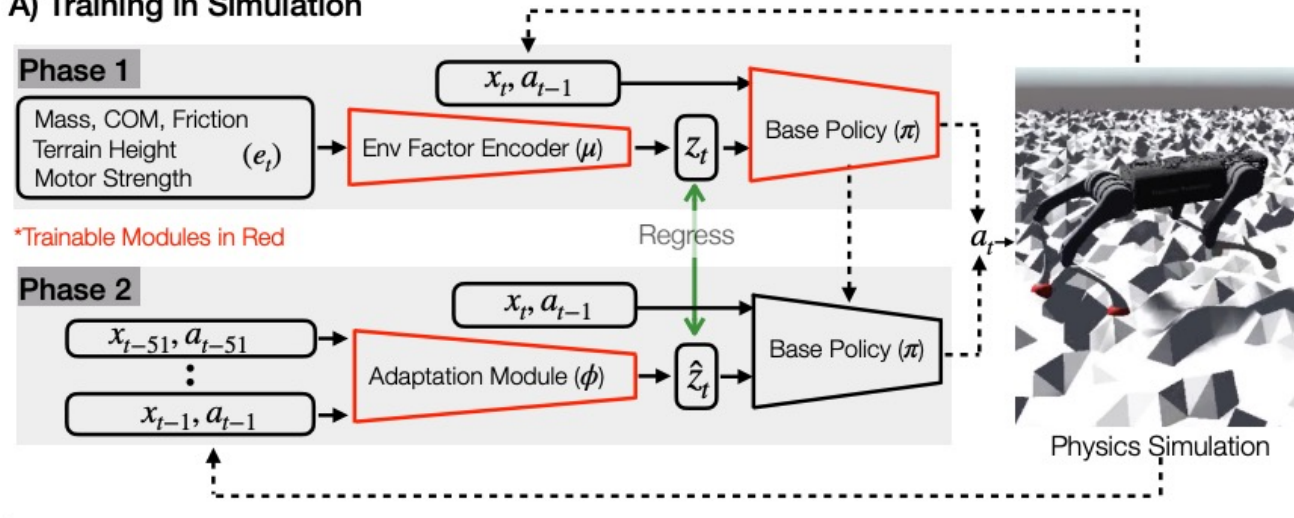 A) Training in Simulation
Phase 1
x_t, a_{t-1}
Mass, COM, Friction
Terrain Height
Motor Strength
(e_t)
Env Factor Encoder (μ)
z_t
Base Policy (π)
*Trainable Modules in Red
Regress
a_t
Phase 2
x_t, a_{t-1}
x_{t-51}, a_{t-51}
⋮
x_{t-1}, a_{t-1}
Adaptation Module (ϕ)
ẑ_t
Base Policy (π)
Physics Simulation